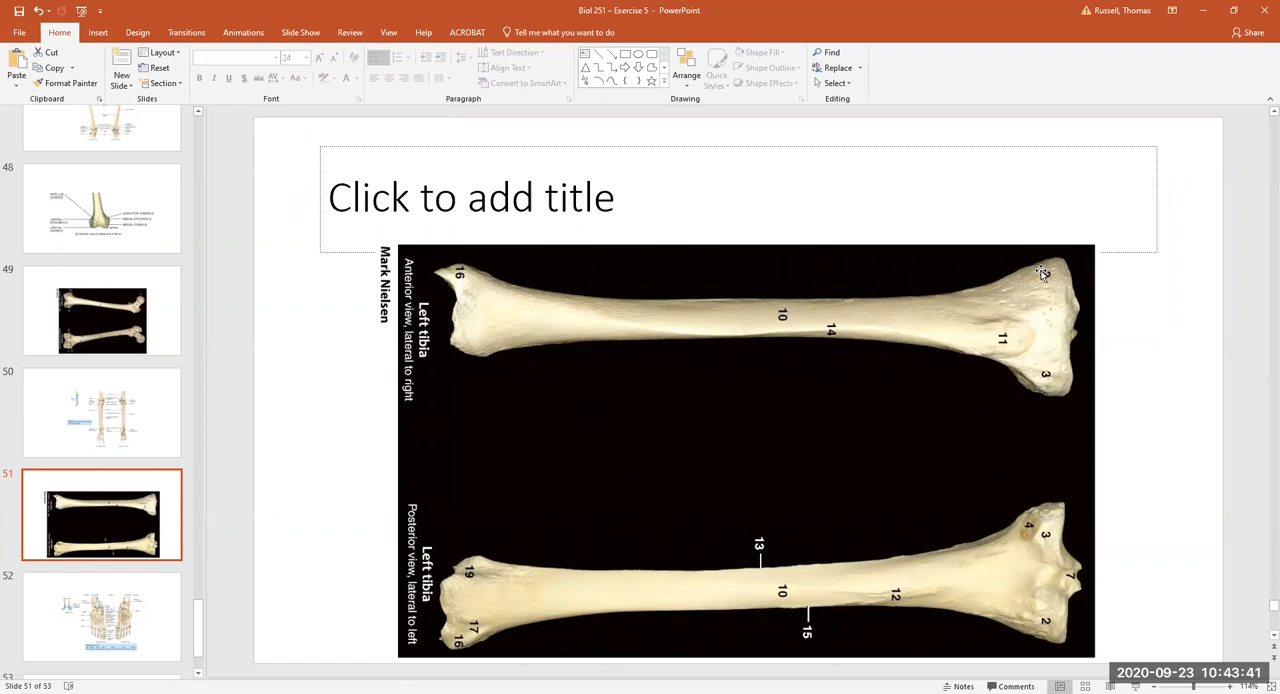 Biol 251 – Exercise 5 - PowerPoint
Russell, Thomas
File Home Insert Design Transitions Animations Slide Show Review View Help ACROBAT Tell me what you want to do
Share
Paste
Cut
Copy
Format Painter
Clipboard
New
Slide
Layout
Reset
Section
Slides
24
B I U S abc AV Aa A
Font
Text Direction
Align Text
Convert to SmartArt
Paragraph
Arrange
Quick
Styles
Shape Fill
Shape Outline
Shape Effects
Drawing
Find
Replace
Select
Editing
48
49
50
51
52
53
Click to add title
Mark Nielsen
Left tibia
Anterior view, lateral to right
16
10
14
11
3
Left tibia
Posterior view, lateral to left
19
17
16
13
10
15
12
4
3
7
2
2020-09-23 10:43:41
Slide 51 of 53
Notes
Comments
114%